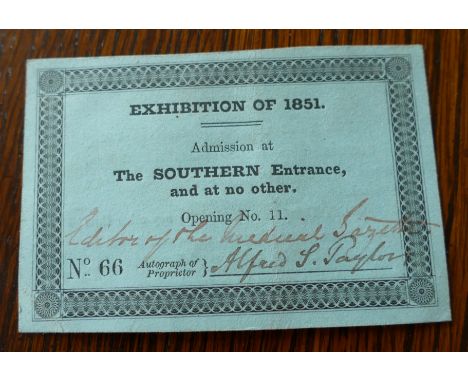 EXHIBITION OF 1851.
Admission at
The SOUTHERN Entrance,
and at no other.
Opening No. 11.
Editor of the Medical Gazette
No. 66 Autograph of Proprietor } Alfred S. Taylor